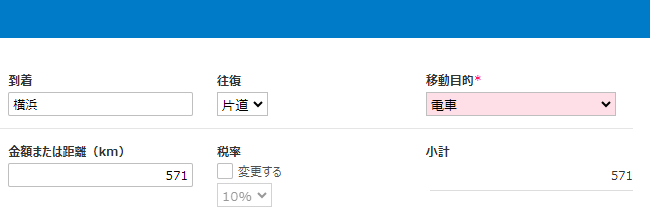 到着 往復 移動目的*
横浜 片道 電車
金額または距離（km） 税率 小計
571 変更する 571
10%